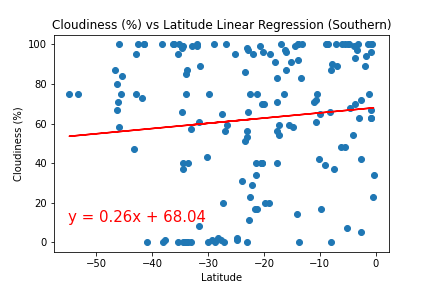 Cloudiness (%) vs Latitude Linear Regression (Southern)
Cloudiness (%)
100
80
60
40
20
0
y = 0.26x + 68.04
−50 −40 −30 −20 −10 0
Latitude